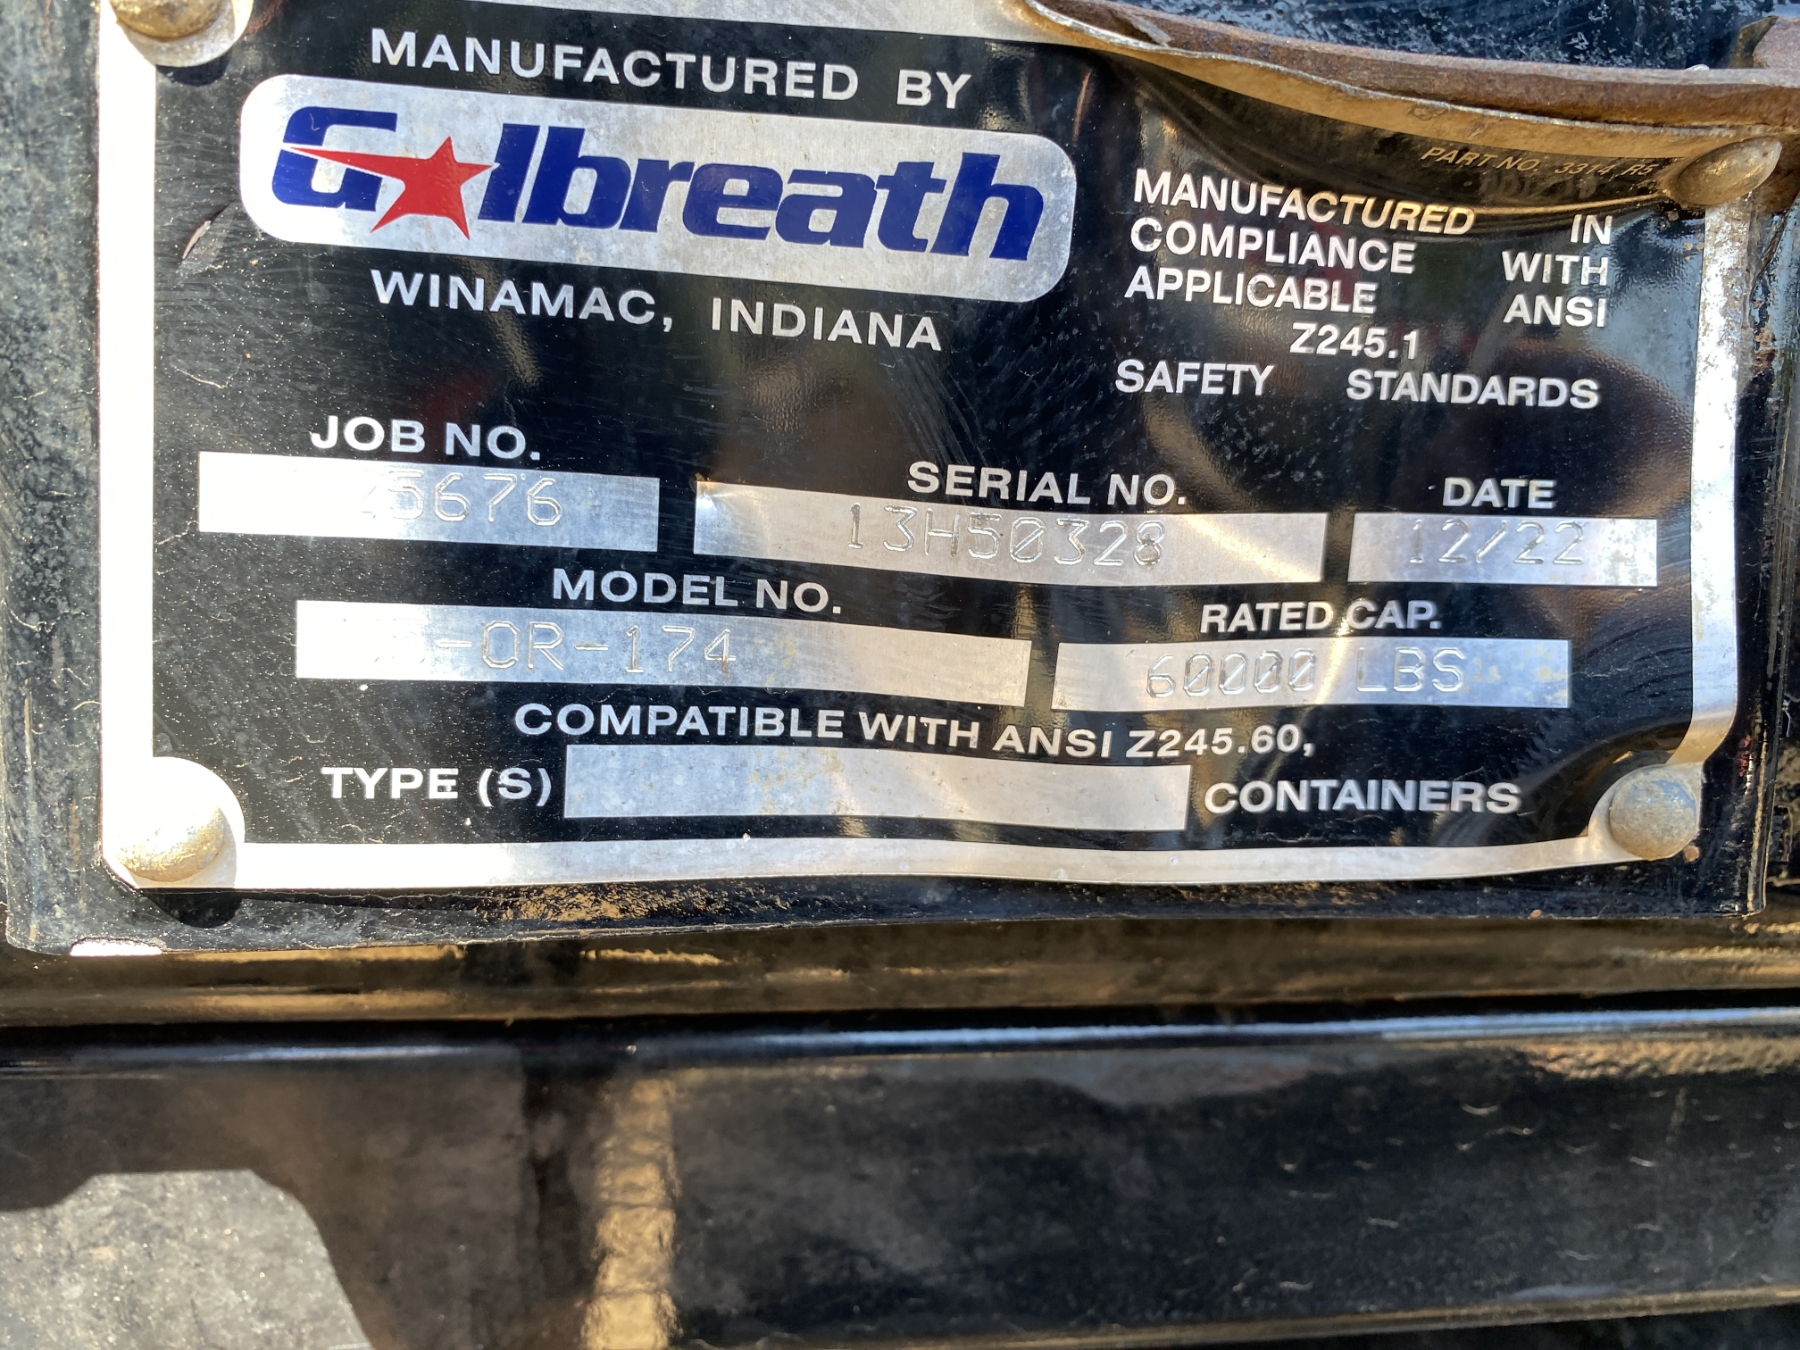 MANUFACTURED BY
Galbreath
WINAMAC, INDIANA
PART NO. 3314 R5
MANUFACTURED IN
COMPLIANCE WITH
APPLICABLE ANSI
Z245.1
SAFETY STANDARDS
JOB NO. SERIAL NO. DATE
13H50328 12/22
MODEL NO. RATED CAP.
-OR-174 60000 LBS
COMPATIBLE WITH ANSI Z245.60,
TYPE (S) CONTAINERS